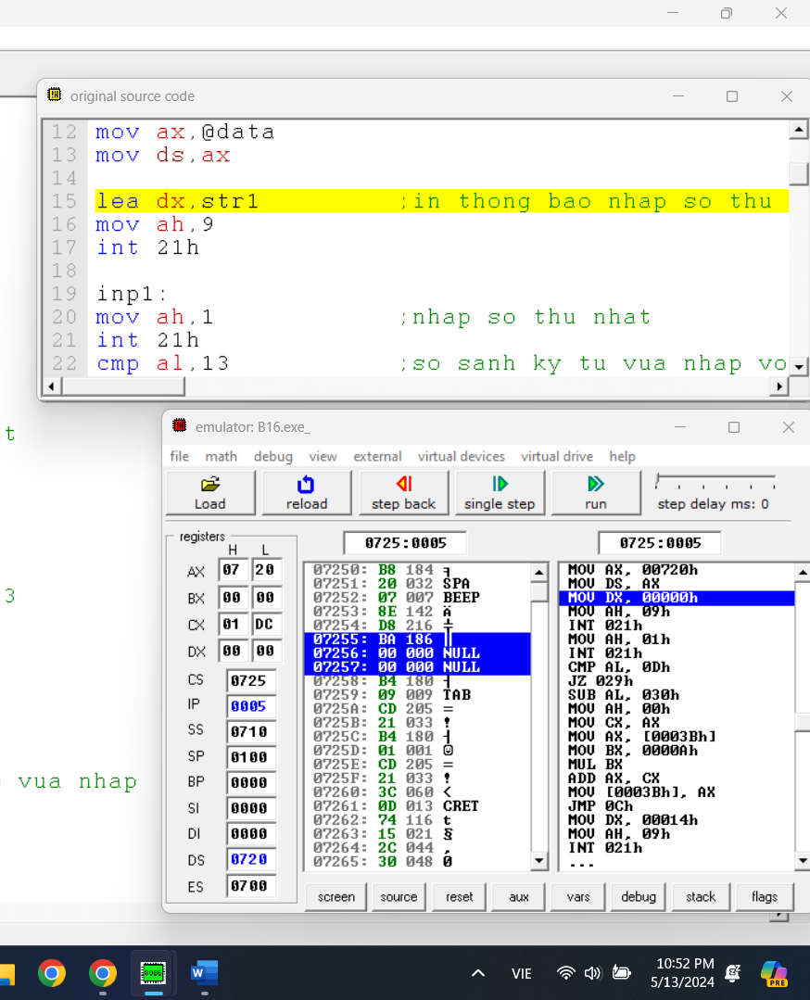 original source code
12 mov ax,@data
13 mov ds,ax
14
15 lea dx,str1 ;in thong bao nhap so thu
16 mov ah,9
17 int 21h
18
19 inp1:
20 mov ah,1 ;nhap so thu nhat
21 int 21h
22 cmp al,13 ;so sanh ky tu vua nhap vo
t
3
vua nhap
emulator: B16.exe_
file math debug view external virtual devices virtual drive help
Load reload step back single step run step delay ms: 0
registers
H L
AX 07 20
BX 00 00
CX 01 DC
DX 00 00
CS 0725
IP 0005
SS 0710
SP 0100
BP 0000
SI 0000
DI 0000
DS 0720
ES 0700
0725:0005
07250: B8 184 ╕
07251: 20 032 SPA
07252: 07 007 BEEP
07253: 8E 142 Ä
07254: D8 216 ╪
07255: BA 186 ║
07256: 00 000 NULL
07257: 00 000 NULL
07258: B4 180 ┤
07259: 09 009 TAB
0725A: CD 205 =
0725B: 21 033 !
0725C: B4 180 ┤
0725D: 01 001 ☺
0725E: CD 205 =
0725F: 21 033 !
07260: 3C 060 <
07261: 0D 013 CRET
07262: 74 116 t
07263: 15 021 §
07264: 2C 044 ,
07265: 30 048 0
0725:0005
MOV AX, 00720h
MOV DS, AX
MOV DX, 00000h
MOV AH, 09h
INT 021h
MOV AH, 01h
INT 021h
CMP AL, 0Dh
JZ 029h
SUB AL, 030h
MOV AH, 00h
MOV CX, AX
MOV AX, [0003Bh]
MOV BX, 0000Ah
MUL BX
ADD AX, CX
MOV [0003Bh], AX
JMP 0Ch
MOV DX, 00014h
MOV AH, 09h
INT 021h
...
screen source reset aux vars debug stack flags
8086
W
VIE
10:52 PM
5/13/2024
PRE